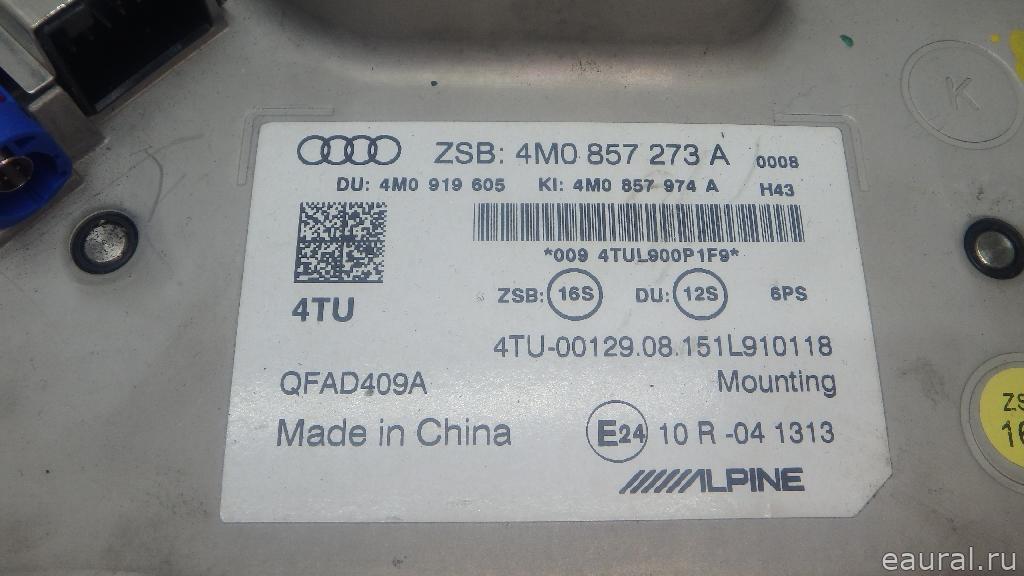 K
ZSB: 4M0 857 273 A 0008
DU: 4M0 919 605 KI: 4M0 857 974 A H43
*009 4TUL900P1F9*
ZSB: 16S DU: 12S 6PS
4TU
4TU-00129.08.151L910118
QFAD409A Mounting
Made in China E24 10 R -04 1313
ALPINE
eaural.ru